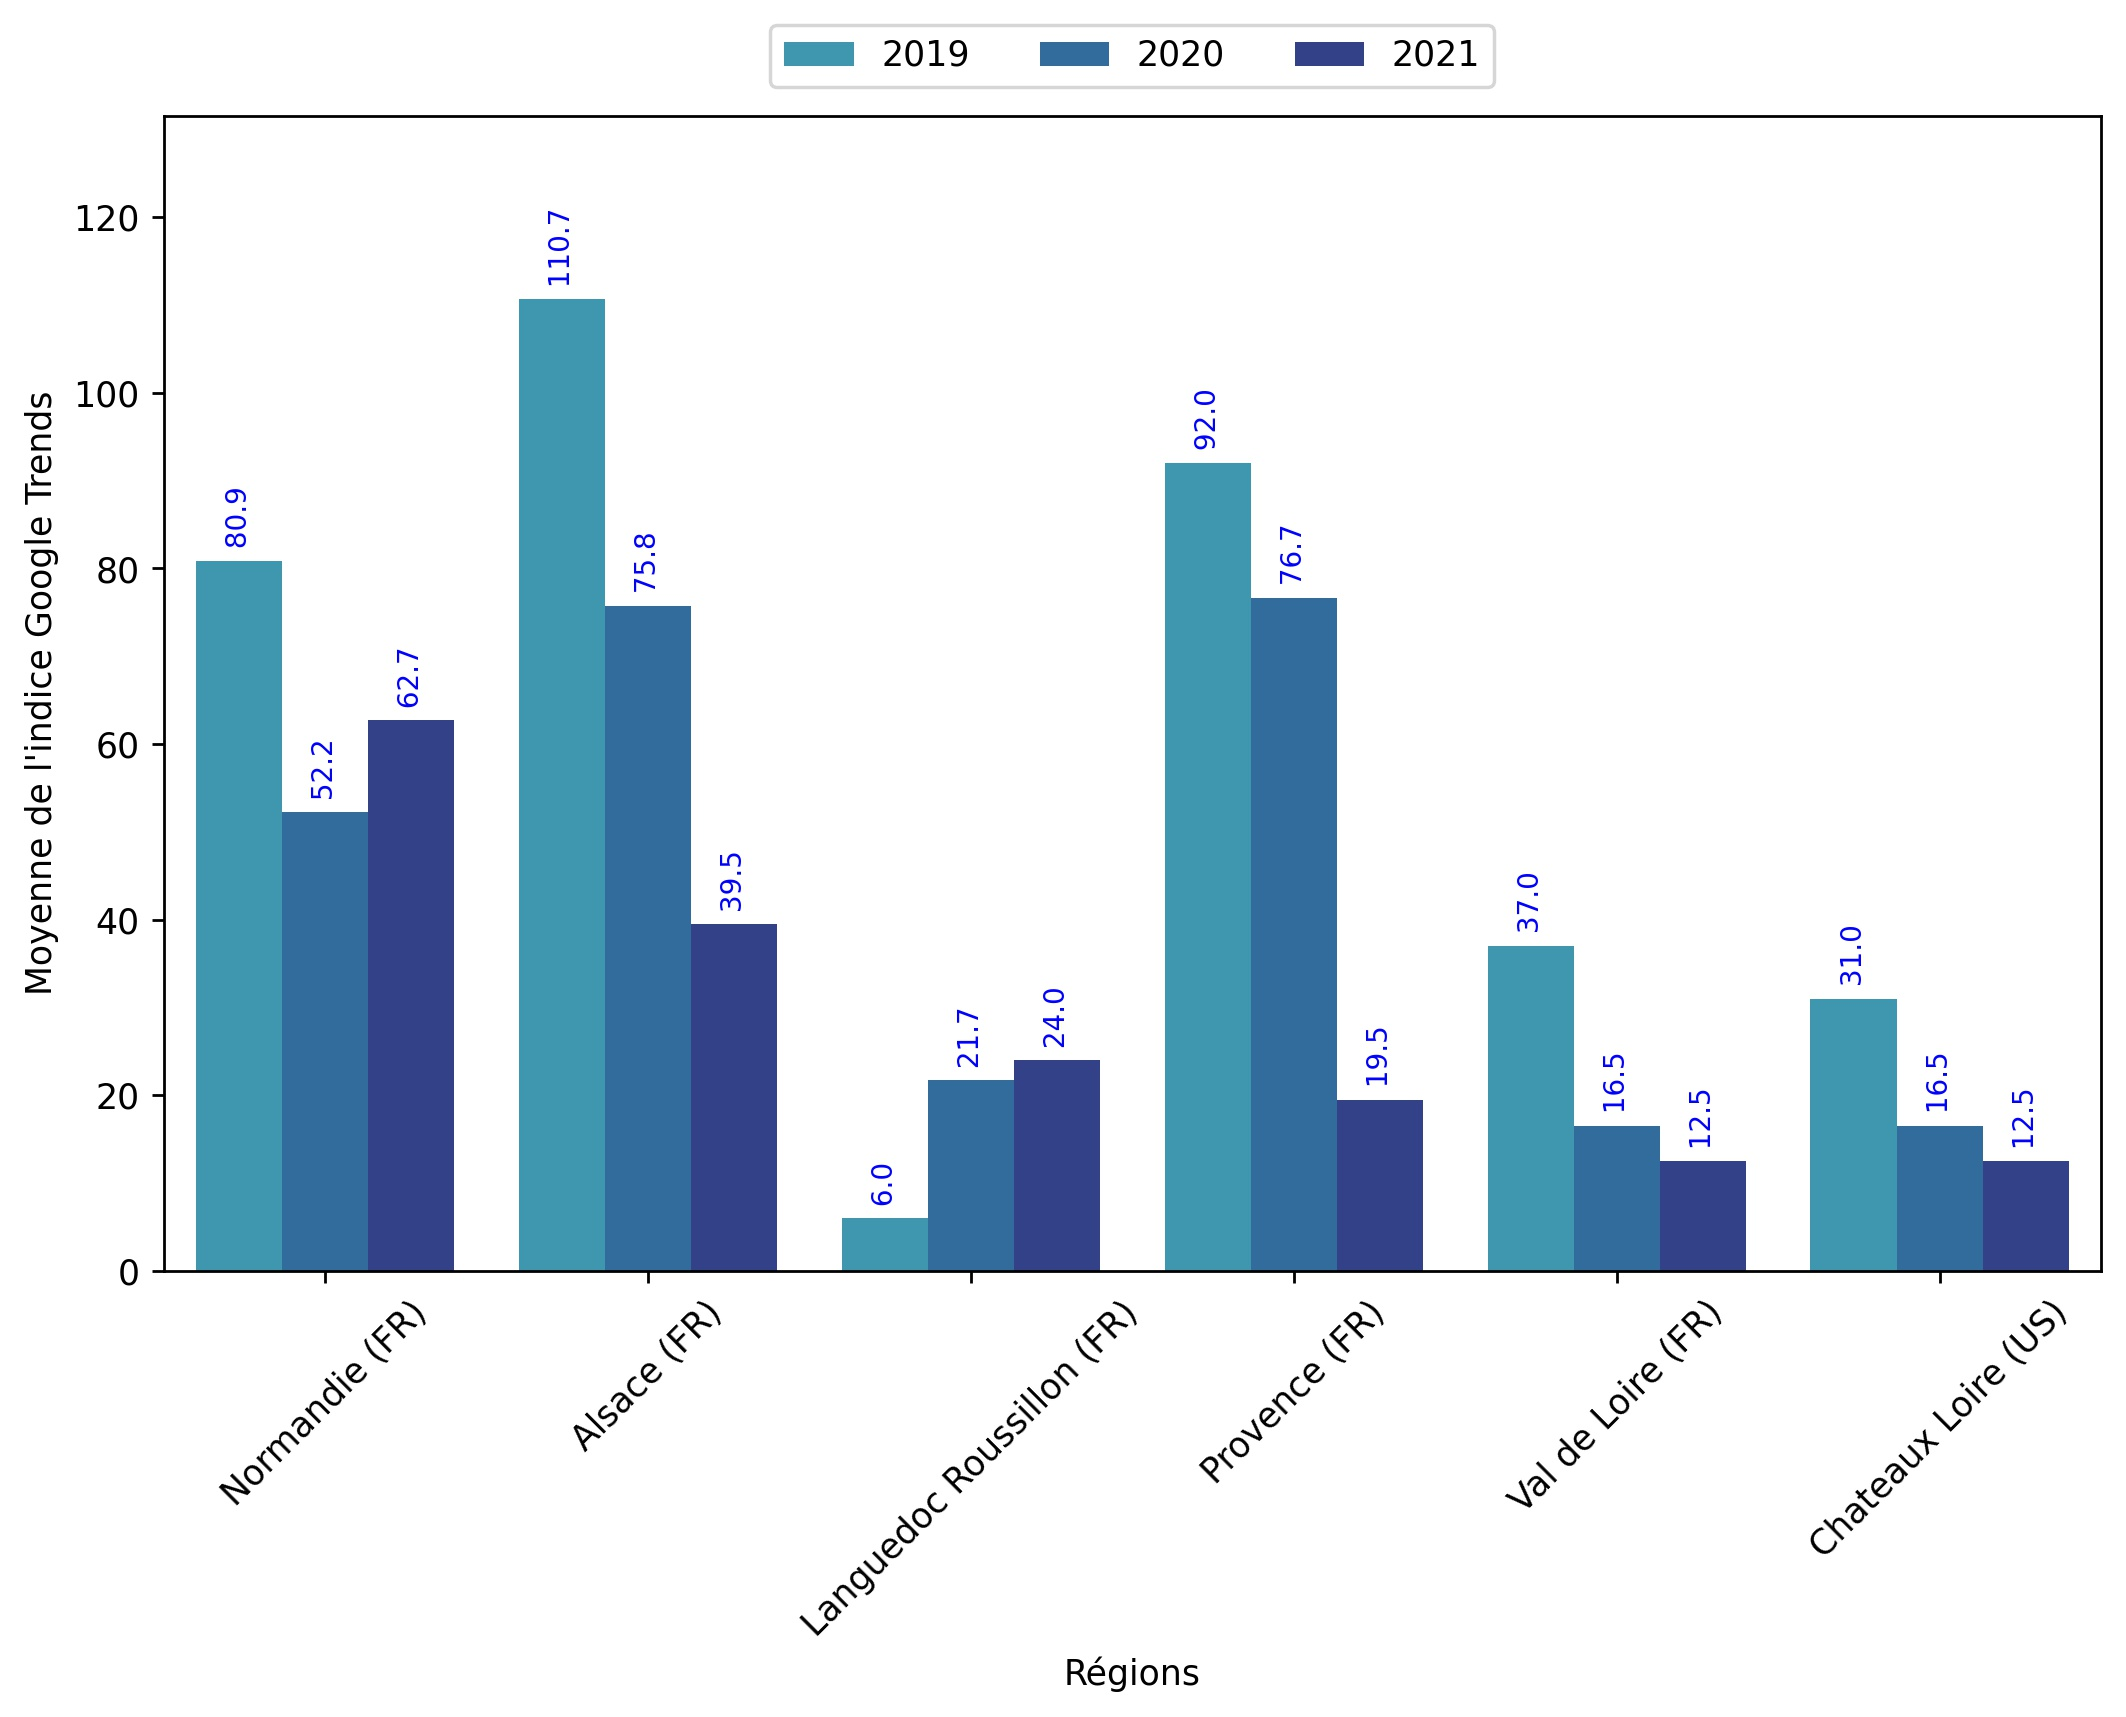 2019 2020 2021
Moyenne de l'indice Google Trends
120
100
80
60
40
20
0
80.9 52.2 62.7
110.7 75.8 39.5
6.0 21.7 24.0
92.0 76.7 19.5
37.0 16.5 12.5
31.0 16.5 12.5
Normandie (FR)
Alsace (FR)
Languedoc Roussillon (FR)
Provence (FR)
Val de Loire (FR)
Chateaux Loire (US)
Régions